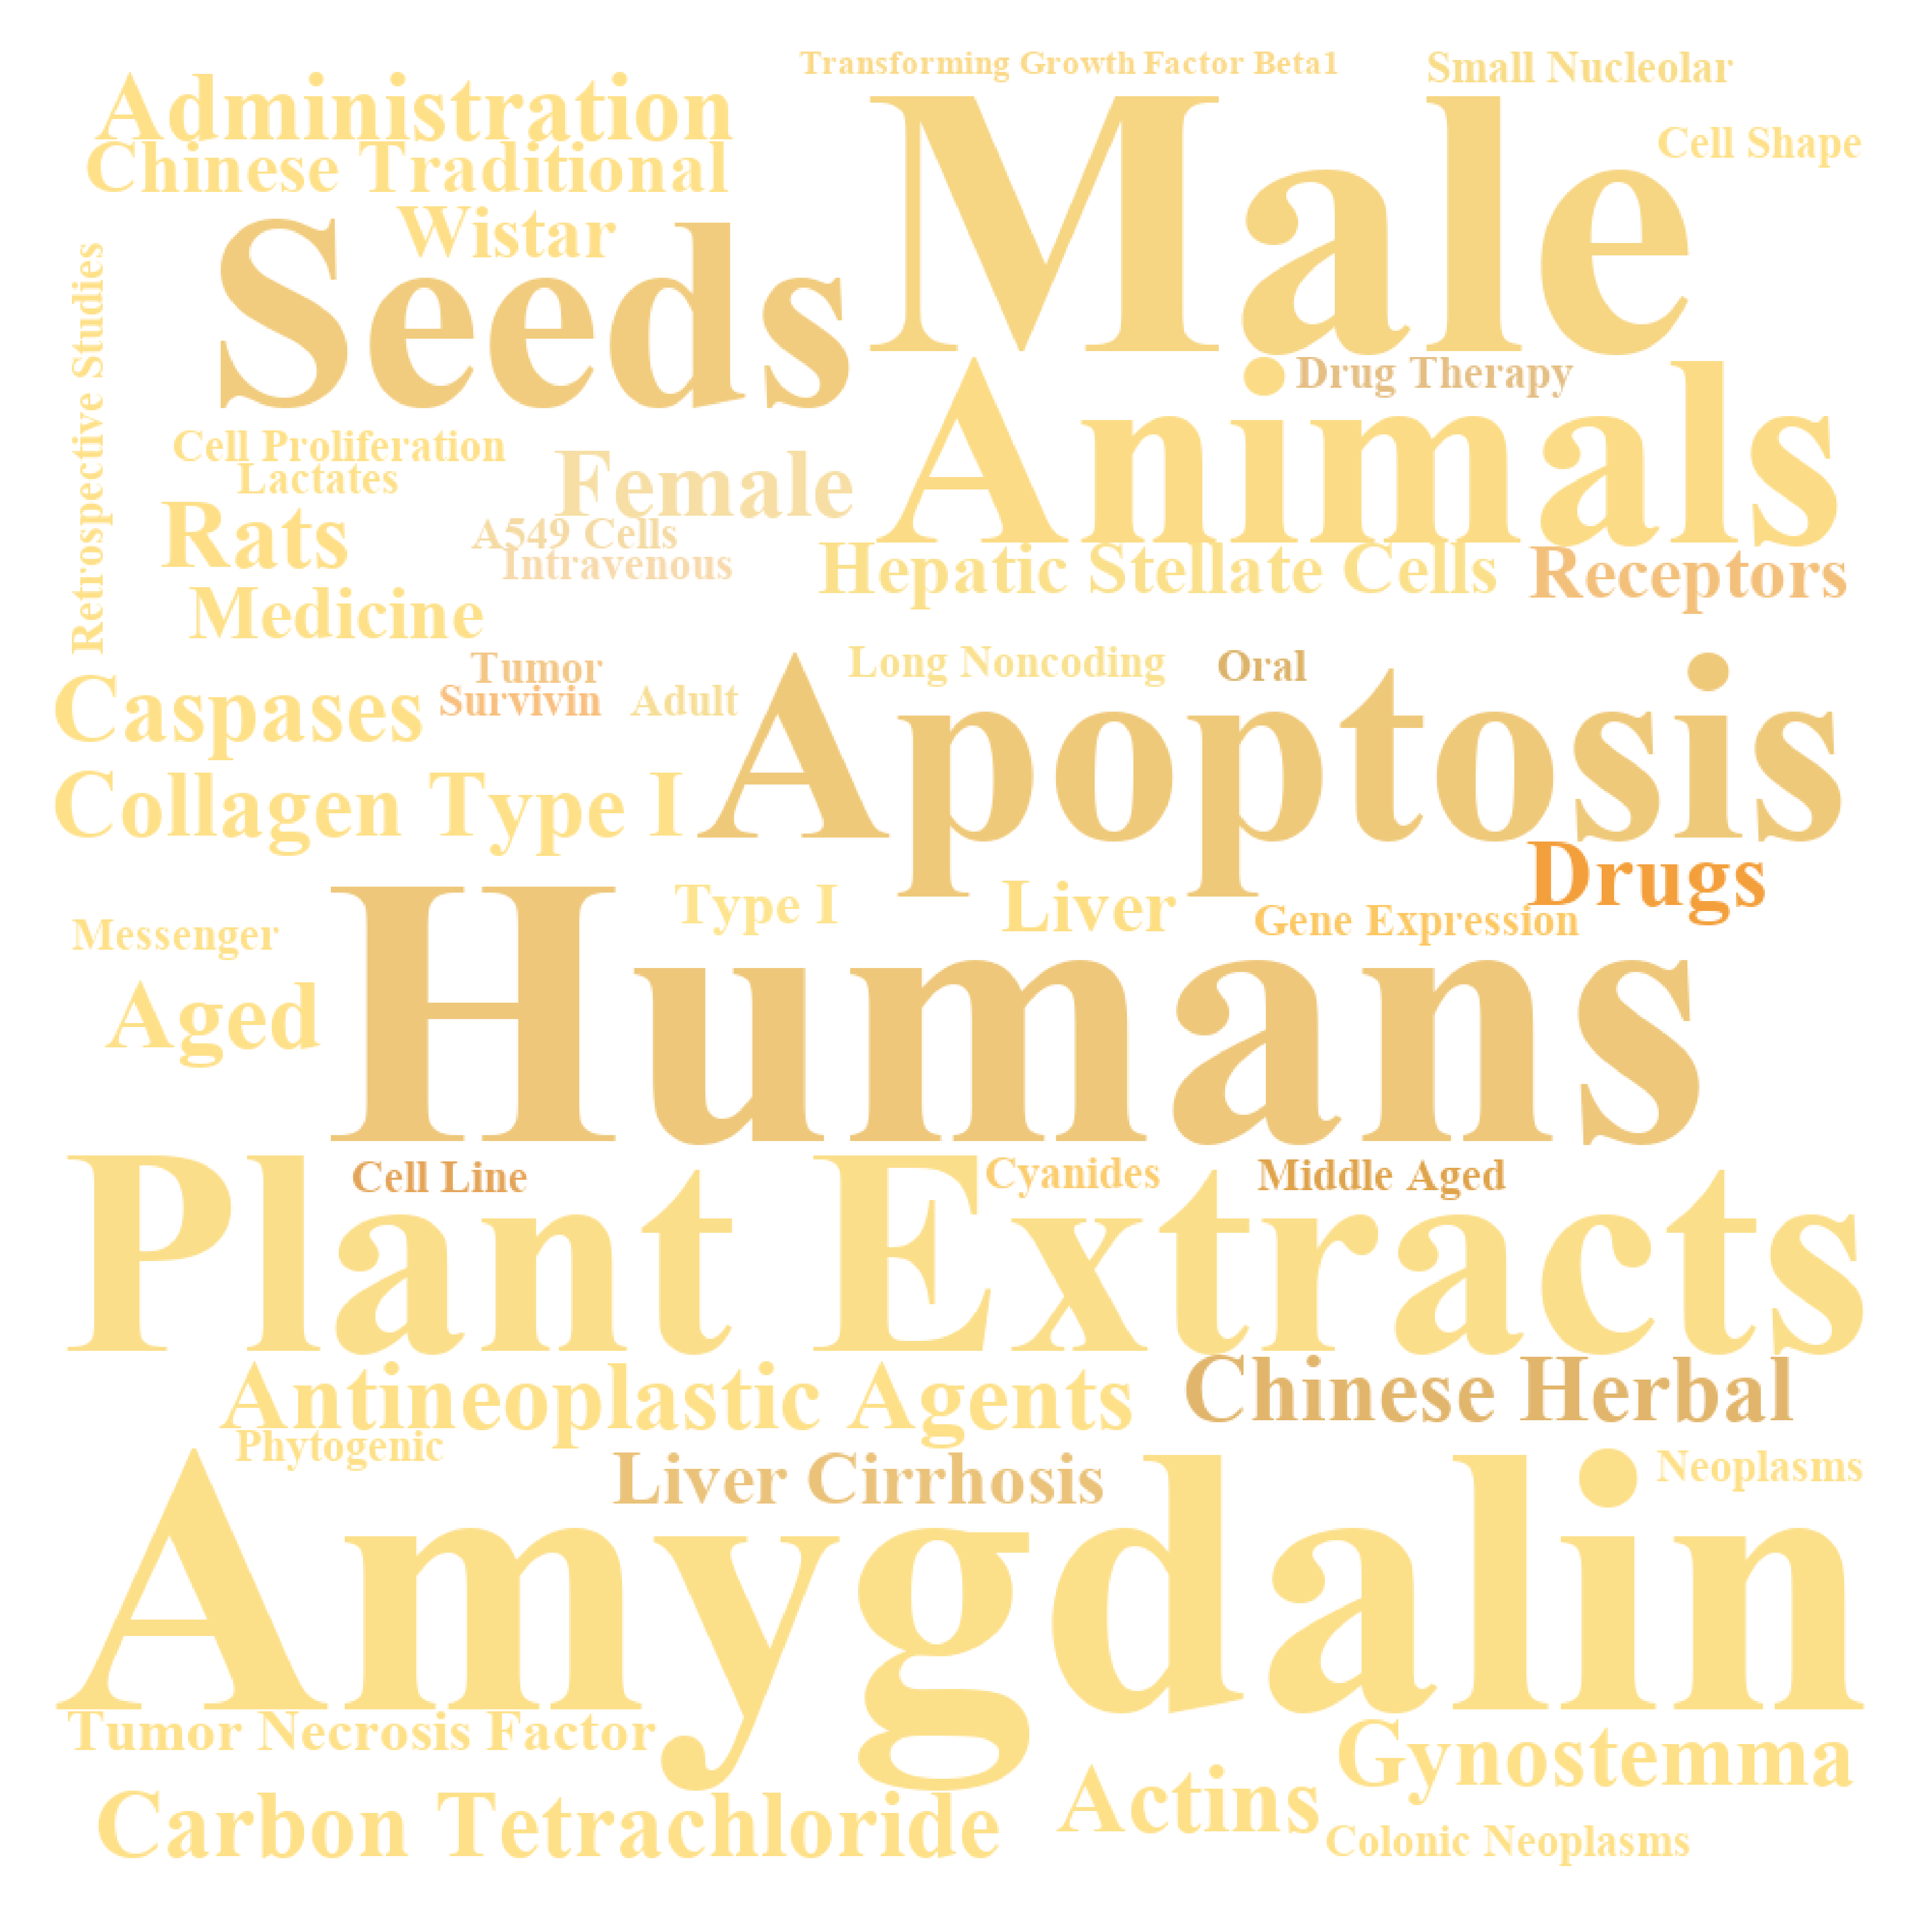 Transforming Growth Factor Beta1
Small Nucleolar
Administration
Male
Cell Shape
Chinese Traditional
Wistar
Seeds
Retrospective Studies
Drug Therapy
Animals
Cell Proliferation
Lactates
Female
Rats
A549 Cells
Intravenous
Hepatic Stellate Cells
Receptors
Medicine
Tumor
Long Noncoding
Oral
Survivin
Adult
Caspases
Apoptosis
Collagen Type I
Drugs
Type I
Liver
Gene Expression
Messenger
Humans
Aged
Cell Line
Cyanides
Middle Aged
Plant Extracts
Antineoplastic Agents
Chinese Herbal
Phytogenic
Liver Cirrhosis
Neoplasms
Amygdalin
Tumor Necrosis Factor
Gynostemma
Carbon Tetrachloride
Actins
Colonic Neoplasms